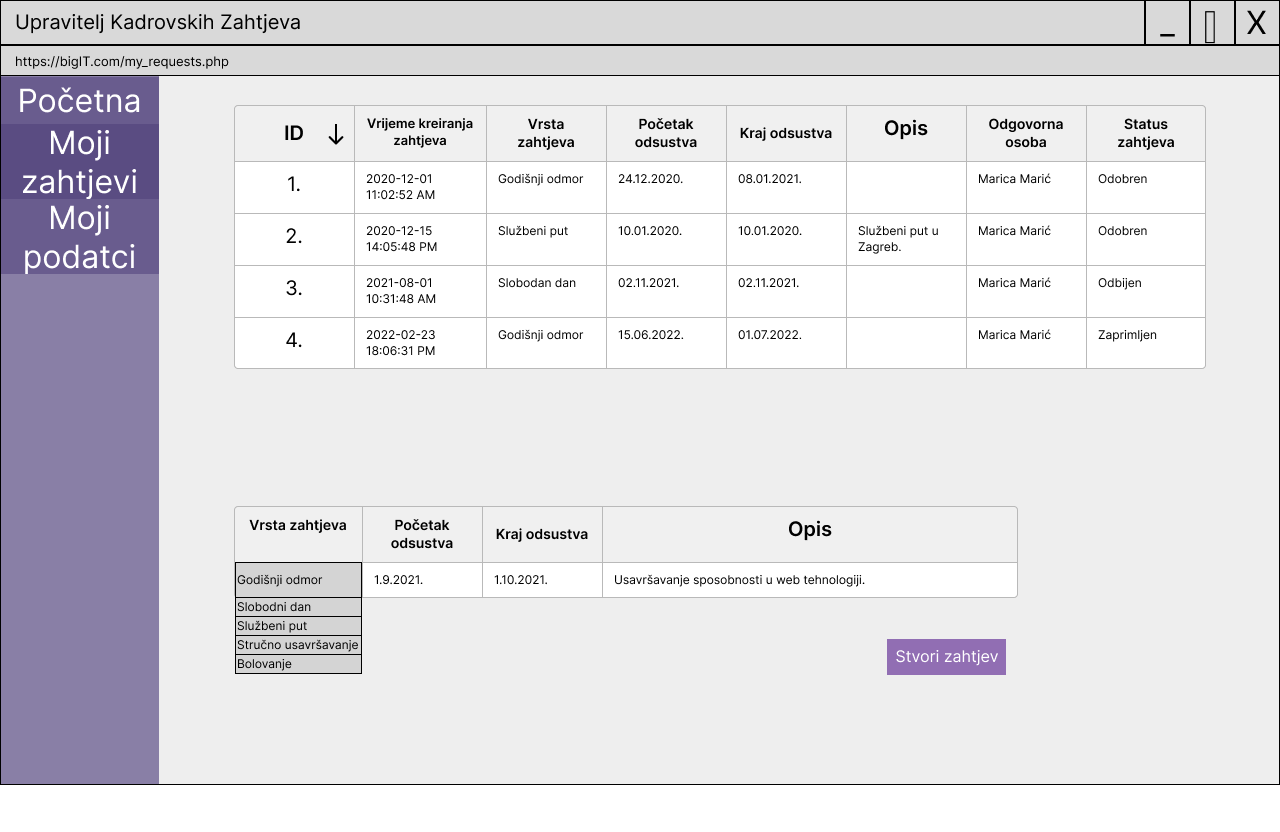 Upravitelj Kadrovskih Zahtjeva
_ X
https://bigIT.com/my_requests.php
Početna
Moji
zahtjevi
Moji
podatci
ID ↓ Vrijeme kreiranja zahtjeva Vrsta zahtjeva Početak odsustva Kraj odsustva Opis Odgovorna osoba Status zahtjeva
1. 2020-12-01 11:02:52 AM Godišnji odmor 24.12.2020. 08.01.2021. Marica Marić Odobren
2. 2020-12-15 14:05:48 PM Službeni put 10.01.2020. 10.01.2020. Službeni put u Zagreb. Marica Marić Odobren
3. 2021-08-01 10:31:48 AM Slobodan dan 02.11.2021. 02.11.2021. Marica Marić Odbijen
4. 2022-02-23 18:06:31 PM Godišnji odmor 15.06.2022. 01.07.2022. Marica Marić Zaprimljen
Vrsta zahtjeva Početak odsustva Kraj odsustva Opis
Godišnji odmor 1.9.2021. 1.10.2021. Usavršavanje sposobnosti u web tehnologiji.
Slobodni dan
Službeni put
Stručno usavršavanje
Bolovanje
Stvori zahtjev